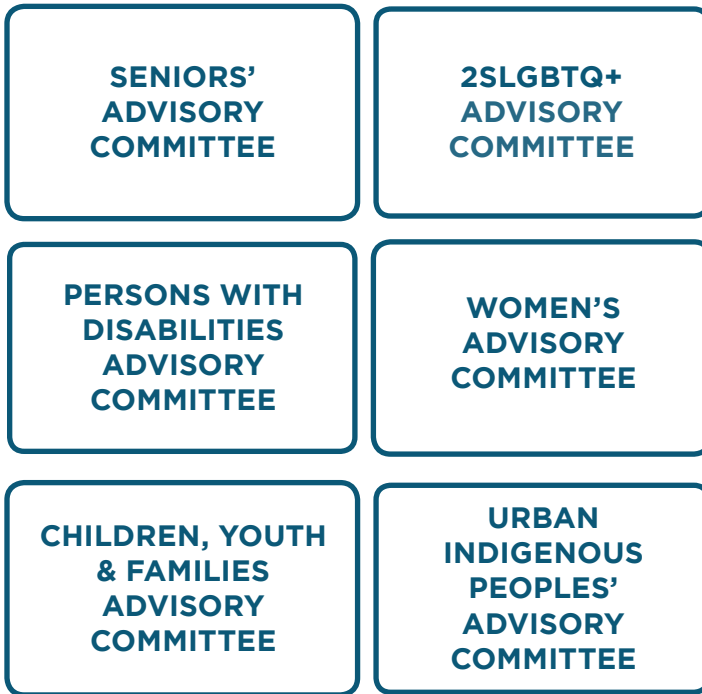 SENIORS’
ADVISORY
COMMITTEE
2SLGBTQ+
ADVISORY
COMMITTEE
PERSONS WITH
DISABILITIES
ADVISORY
COMMITTEE
WOMEN’S
ADVISORY
COMMITTEE
CHILDREN, YOUTH
& FAMILIES
ADVISORY
COMMITTEE
URBAN
INDIGENOUS
PEOPLES’
ADVISORY
COMMITTEE